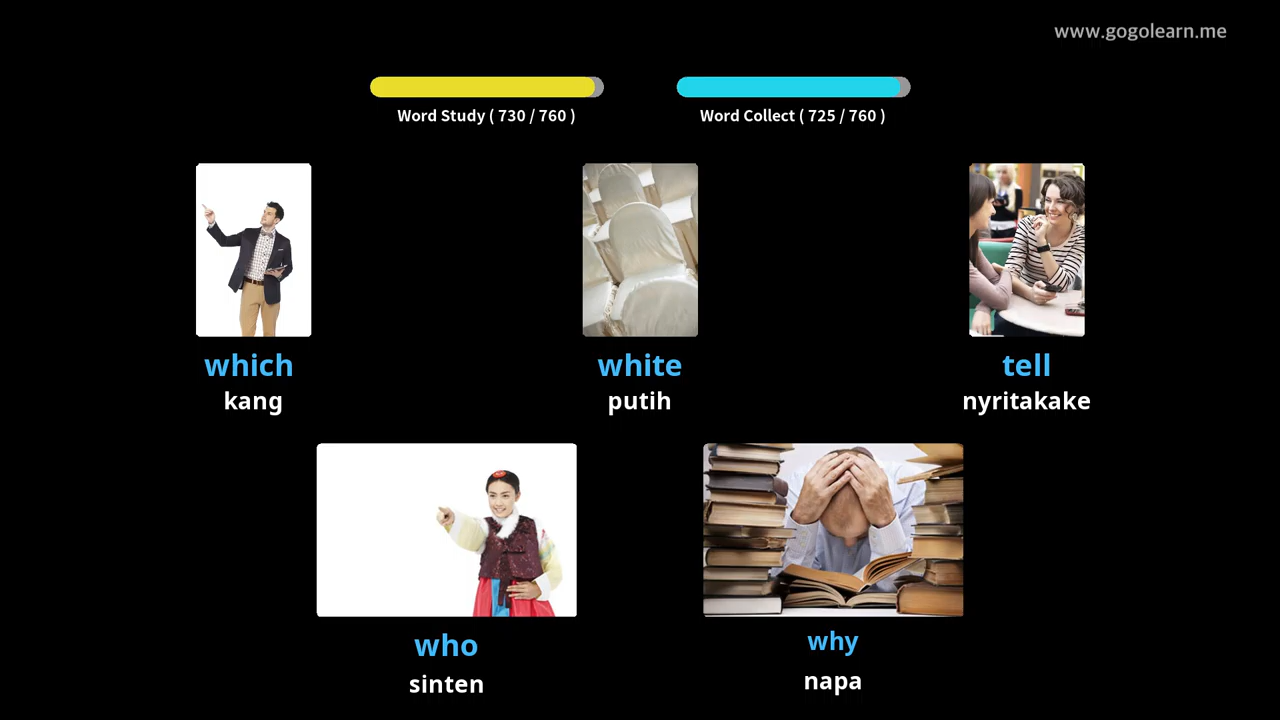 www.gogolearn.me
Word Study ( 730 / 760 )
Word Collect ( 725 / 760 )
which
kang
white
putih
tell
nyritakake
who
sinten
why
napa